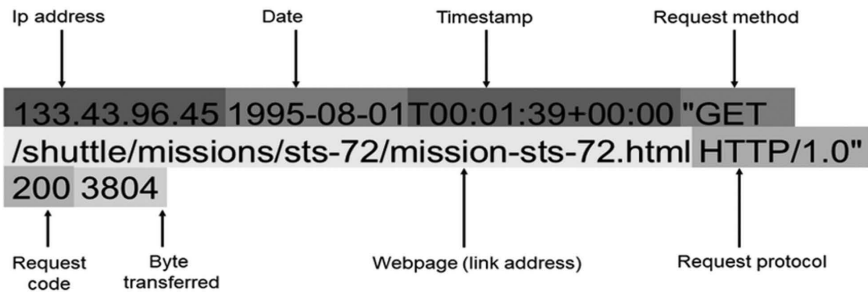 Ip address Date Timestamp Request method
133.43.96.45 1995-08-01T00:01:39+00:00 "GET
/shuttle/missions/sts-72/mission-sts-72.html HTTP/1.0"
200 3804
Request code
Byte transferred
Webpage (link address)
Request protocol